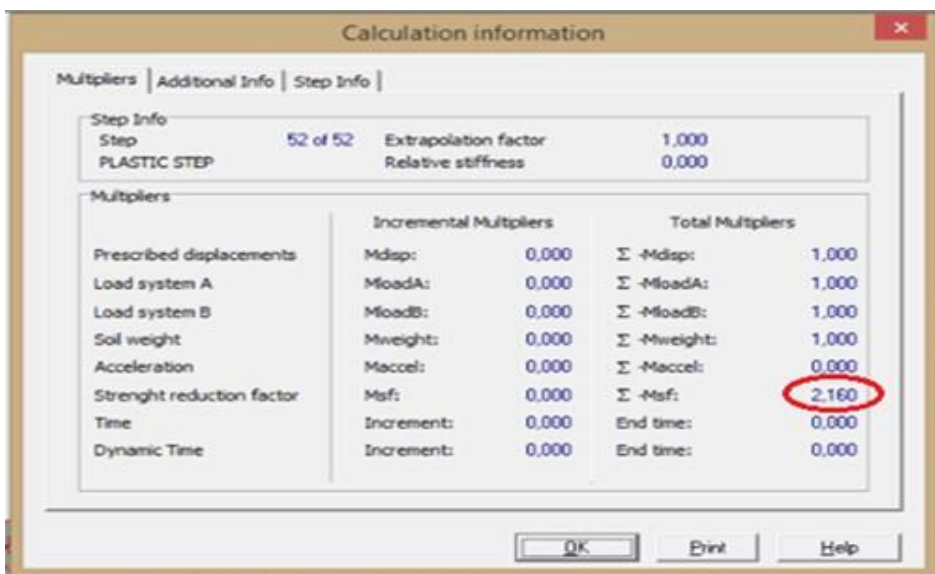 Calculation information
Multipliers Additional Info Step Info
Step Info
Step 52 of 52 Extrapolation factor 1,000
PLASTIC STEP Relative stiffness 0,000
Multipliers
Incremental Multipliers Total Multipliers
Prescribed displacements Mdisp: 0,000 Σ -Mdisp: 1,000
Load system A MloadA: 0,000 Σ -MloadA: 1,000
Load system B MloadB: 0,000 Σ -MloadB: 1,000
Soil weight Mweight: 0,000 Σ -Mweight: 1,000
Acceleration Maccel: 0,000 Σ -Maccel: 0,000
Strenght reduction factor Msf: 0,000 Σ -Msf: 2,160
Time Increment: 0,000 End time: 0,000
Dynamic Time Increment: 0,000 End time: 0,000
OK Print Help